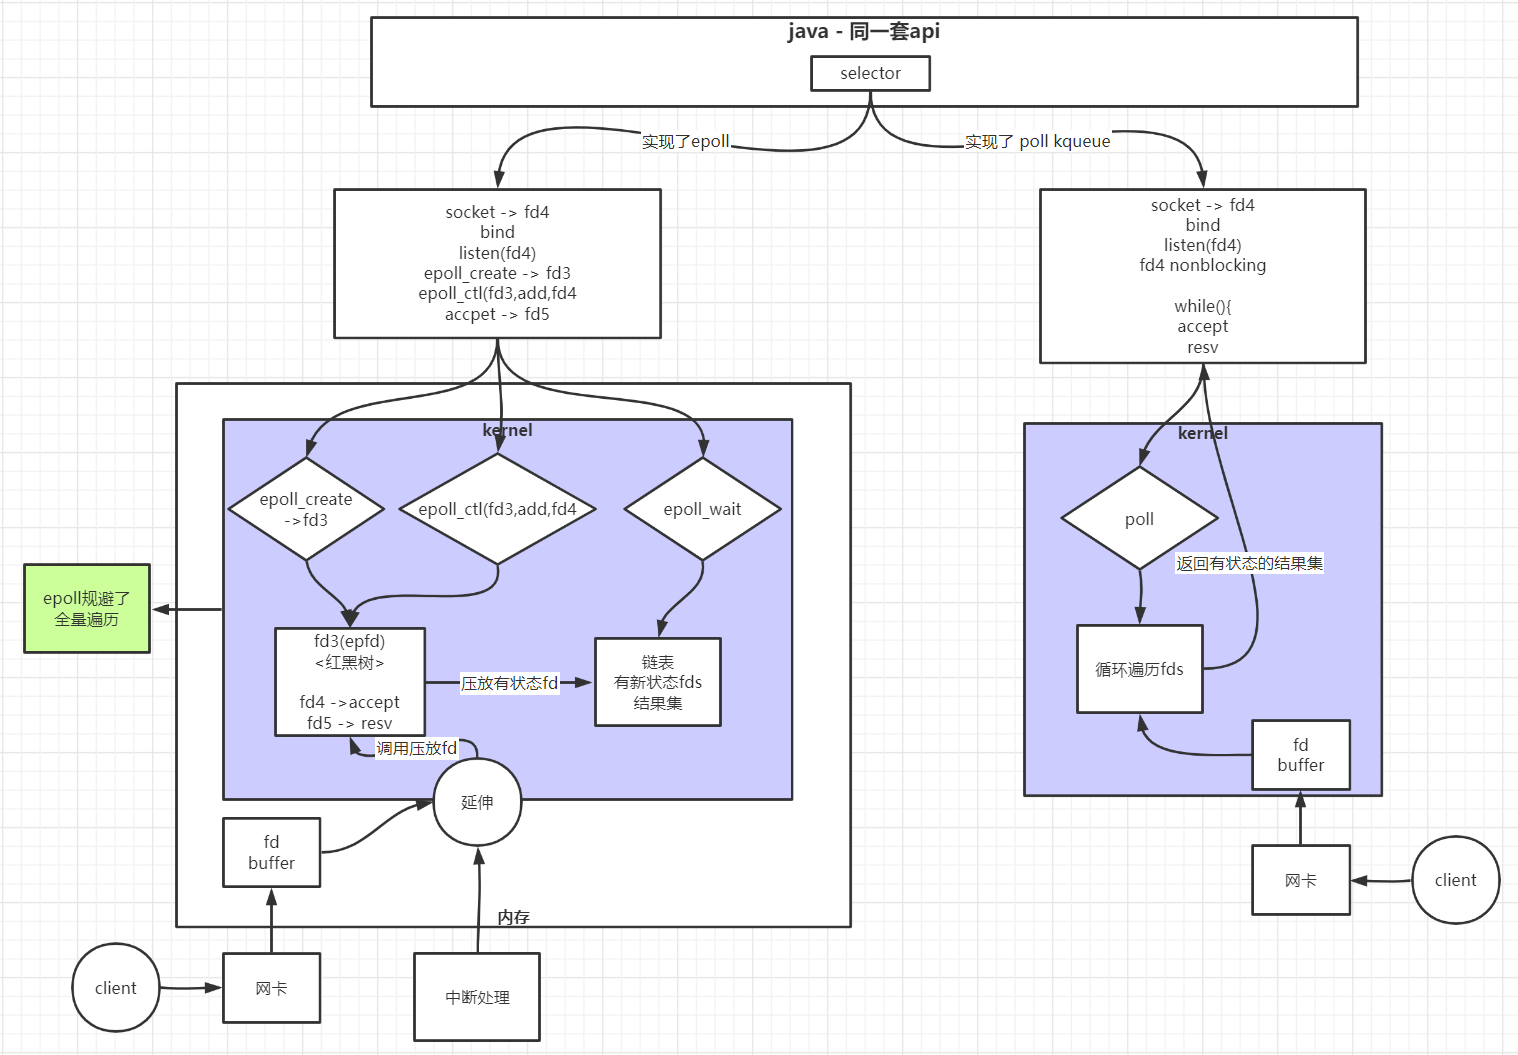 java - 同一套api
selector
实现了epoll
实现了 poll kqueue
socket -> fd4
bind
listen(fd4)
epoll_create -> fd3
epoll_ctl(fd3,add,fd4
accpet -> fd5
socket -> fd4
bind
listen(fd4)
fd4 nonblocking
while(){
accept
resv
kernel
epoll_create
->fd3
epoll_ctl(fd3,add,fd4
epoll_wait
epoll规避了
全量遍历
fd3(epfd)
<红黑树>
fd4 ->accept
fd5 -> resv
压放有状态fd
链表
有新状态fds
结果集
调用压放fd
延伸
fd
buffer
内存
client
网卡
中断处理
kernel
poll
返回有状态的结果集
循环遍历fds
fd
buffer
网卡
client